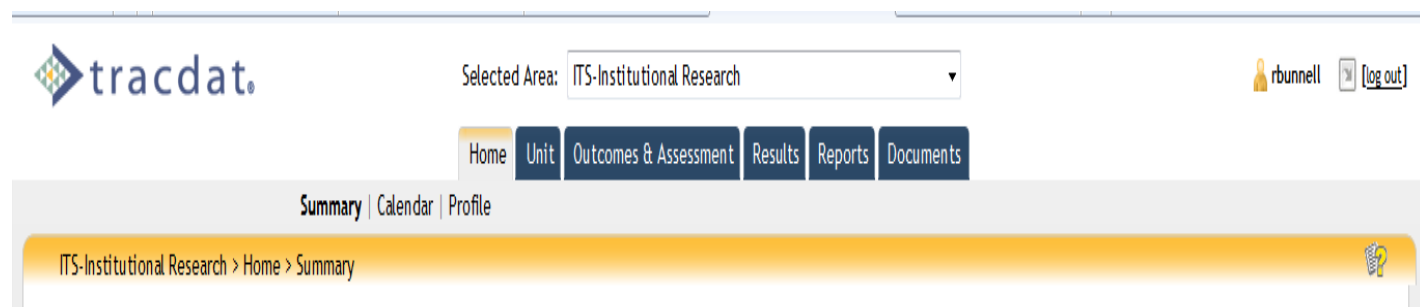 tracdat®
Selected Area: ITS-Institutional Research
rbunnell [log out]
Home Unit Outcomes & Assessment Results Reports Documents
Summary | Calendar | Profile
ITS-Institutional Research > Home > Summary